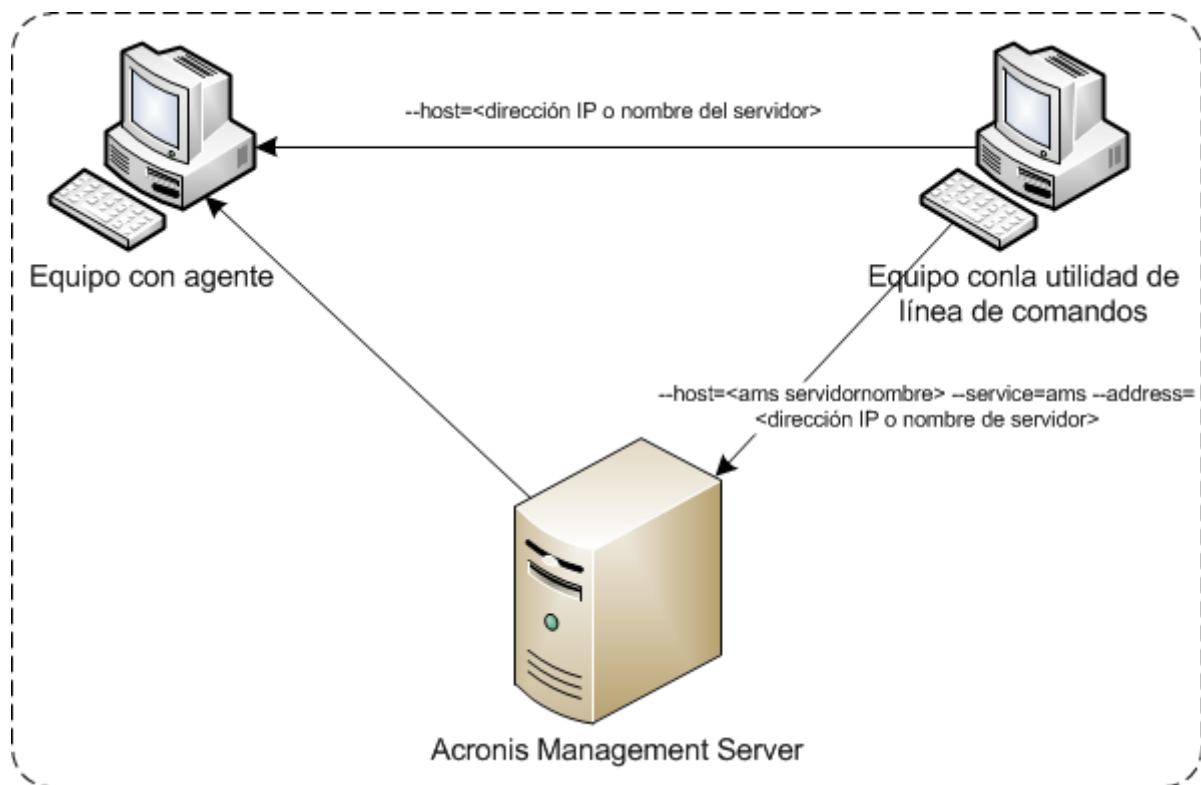 --host=<dirección IP o nombre del servidor>
Equipo con agente
Equipo conla utilidad de
línea de comandos
--host=<ams servidornombre> --service=ams --address=
<dirección IP o nombre de servidor>
Acronis Management Server